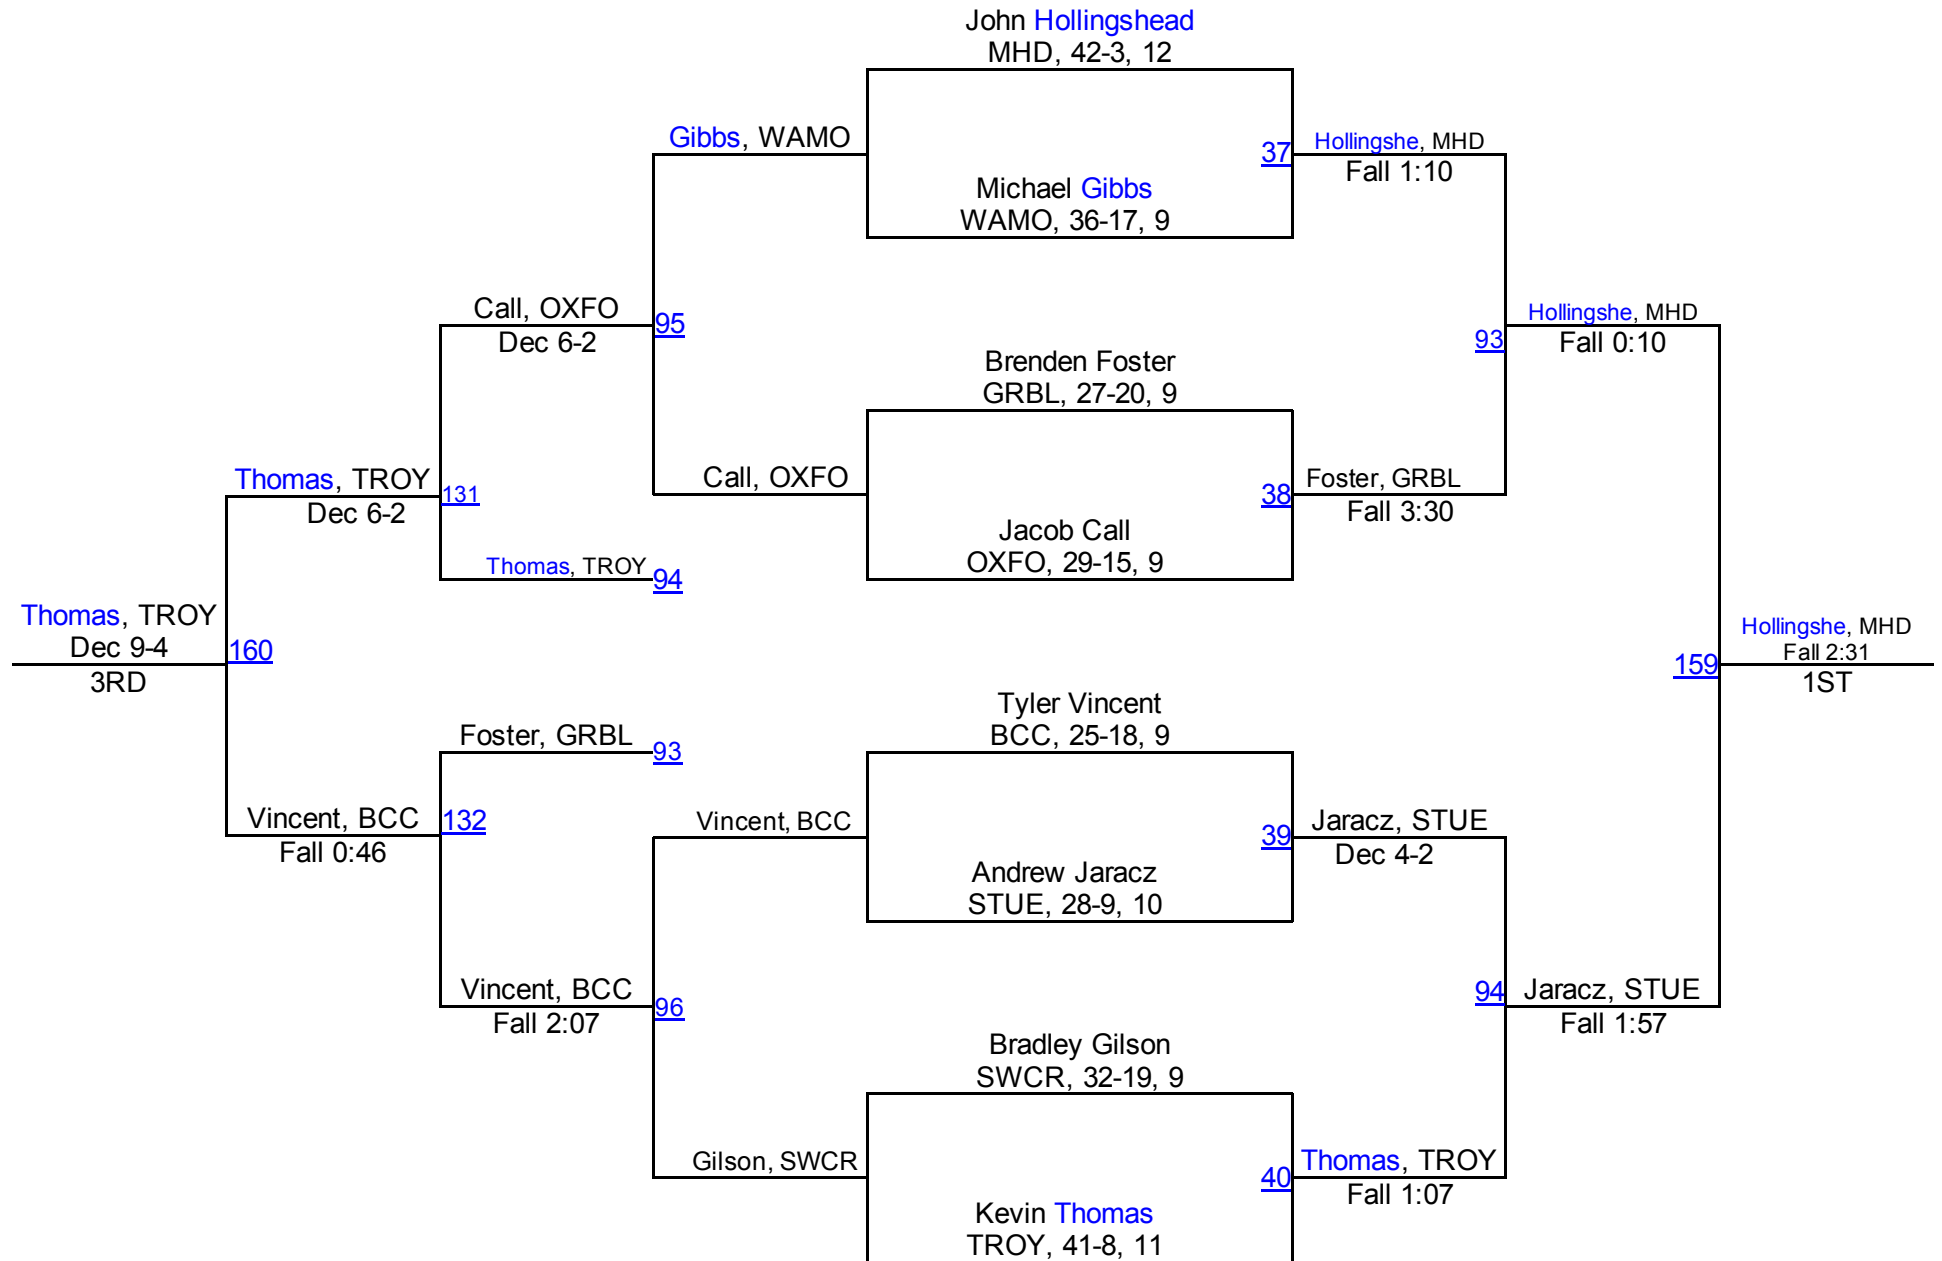 John Hollingshead
MHD, 42-3, 12
Gibbs, WAMO
37
Hollingshe, MHD
Fall 1:10
Michael Gibbs
WAMO, 36-17, 9
Call, OXFO
Dec 6-2
95
Hollingshe, MHD
Fall 0:10
93
Brenden Foster
GRBL, 27-20, 9
Thomas, TROY
Dec 6-2
131
Call, OXFO
38
Foster, GRBL
Fall 3:30
Jacob Call
OXFO, 29-15, 9
Thomas, TROY
94
Thomas, TROY
Dec 9-4
3RD
160
159
Hollingshe, MHD
Fall 2:31
1ST
Tyler Vincent
BCC, 25-18, 9
Foster, GRBL
93
Vincent, BCC
Fall 0:46
132
Vincent, BCC
39
Jaracz, STUE
Dec 4-2
Andrew Jaracz
STUE, 28-9, 10
Vincent, BCC
Fall 2:07
96
94
Jaracz, STUE
Fall 1:57
Bradley Gilson
SWCR, 32-19, 9
Gilson, SWCR
40
Thomas, TROY
Fall 1:07
Kevin Thomas
TROY, 41-8, 11